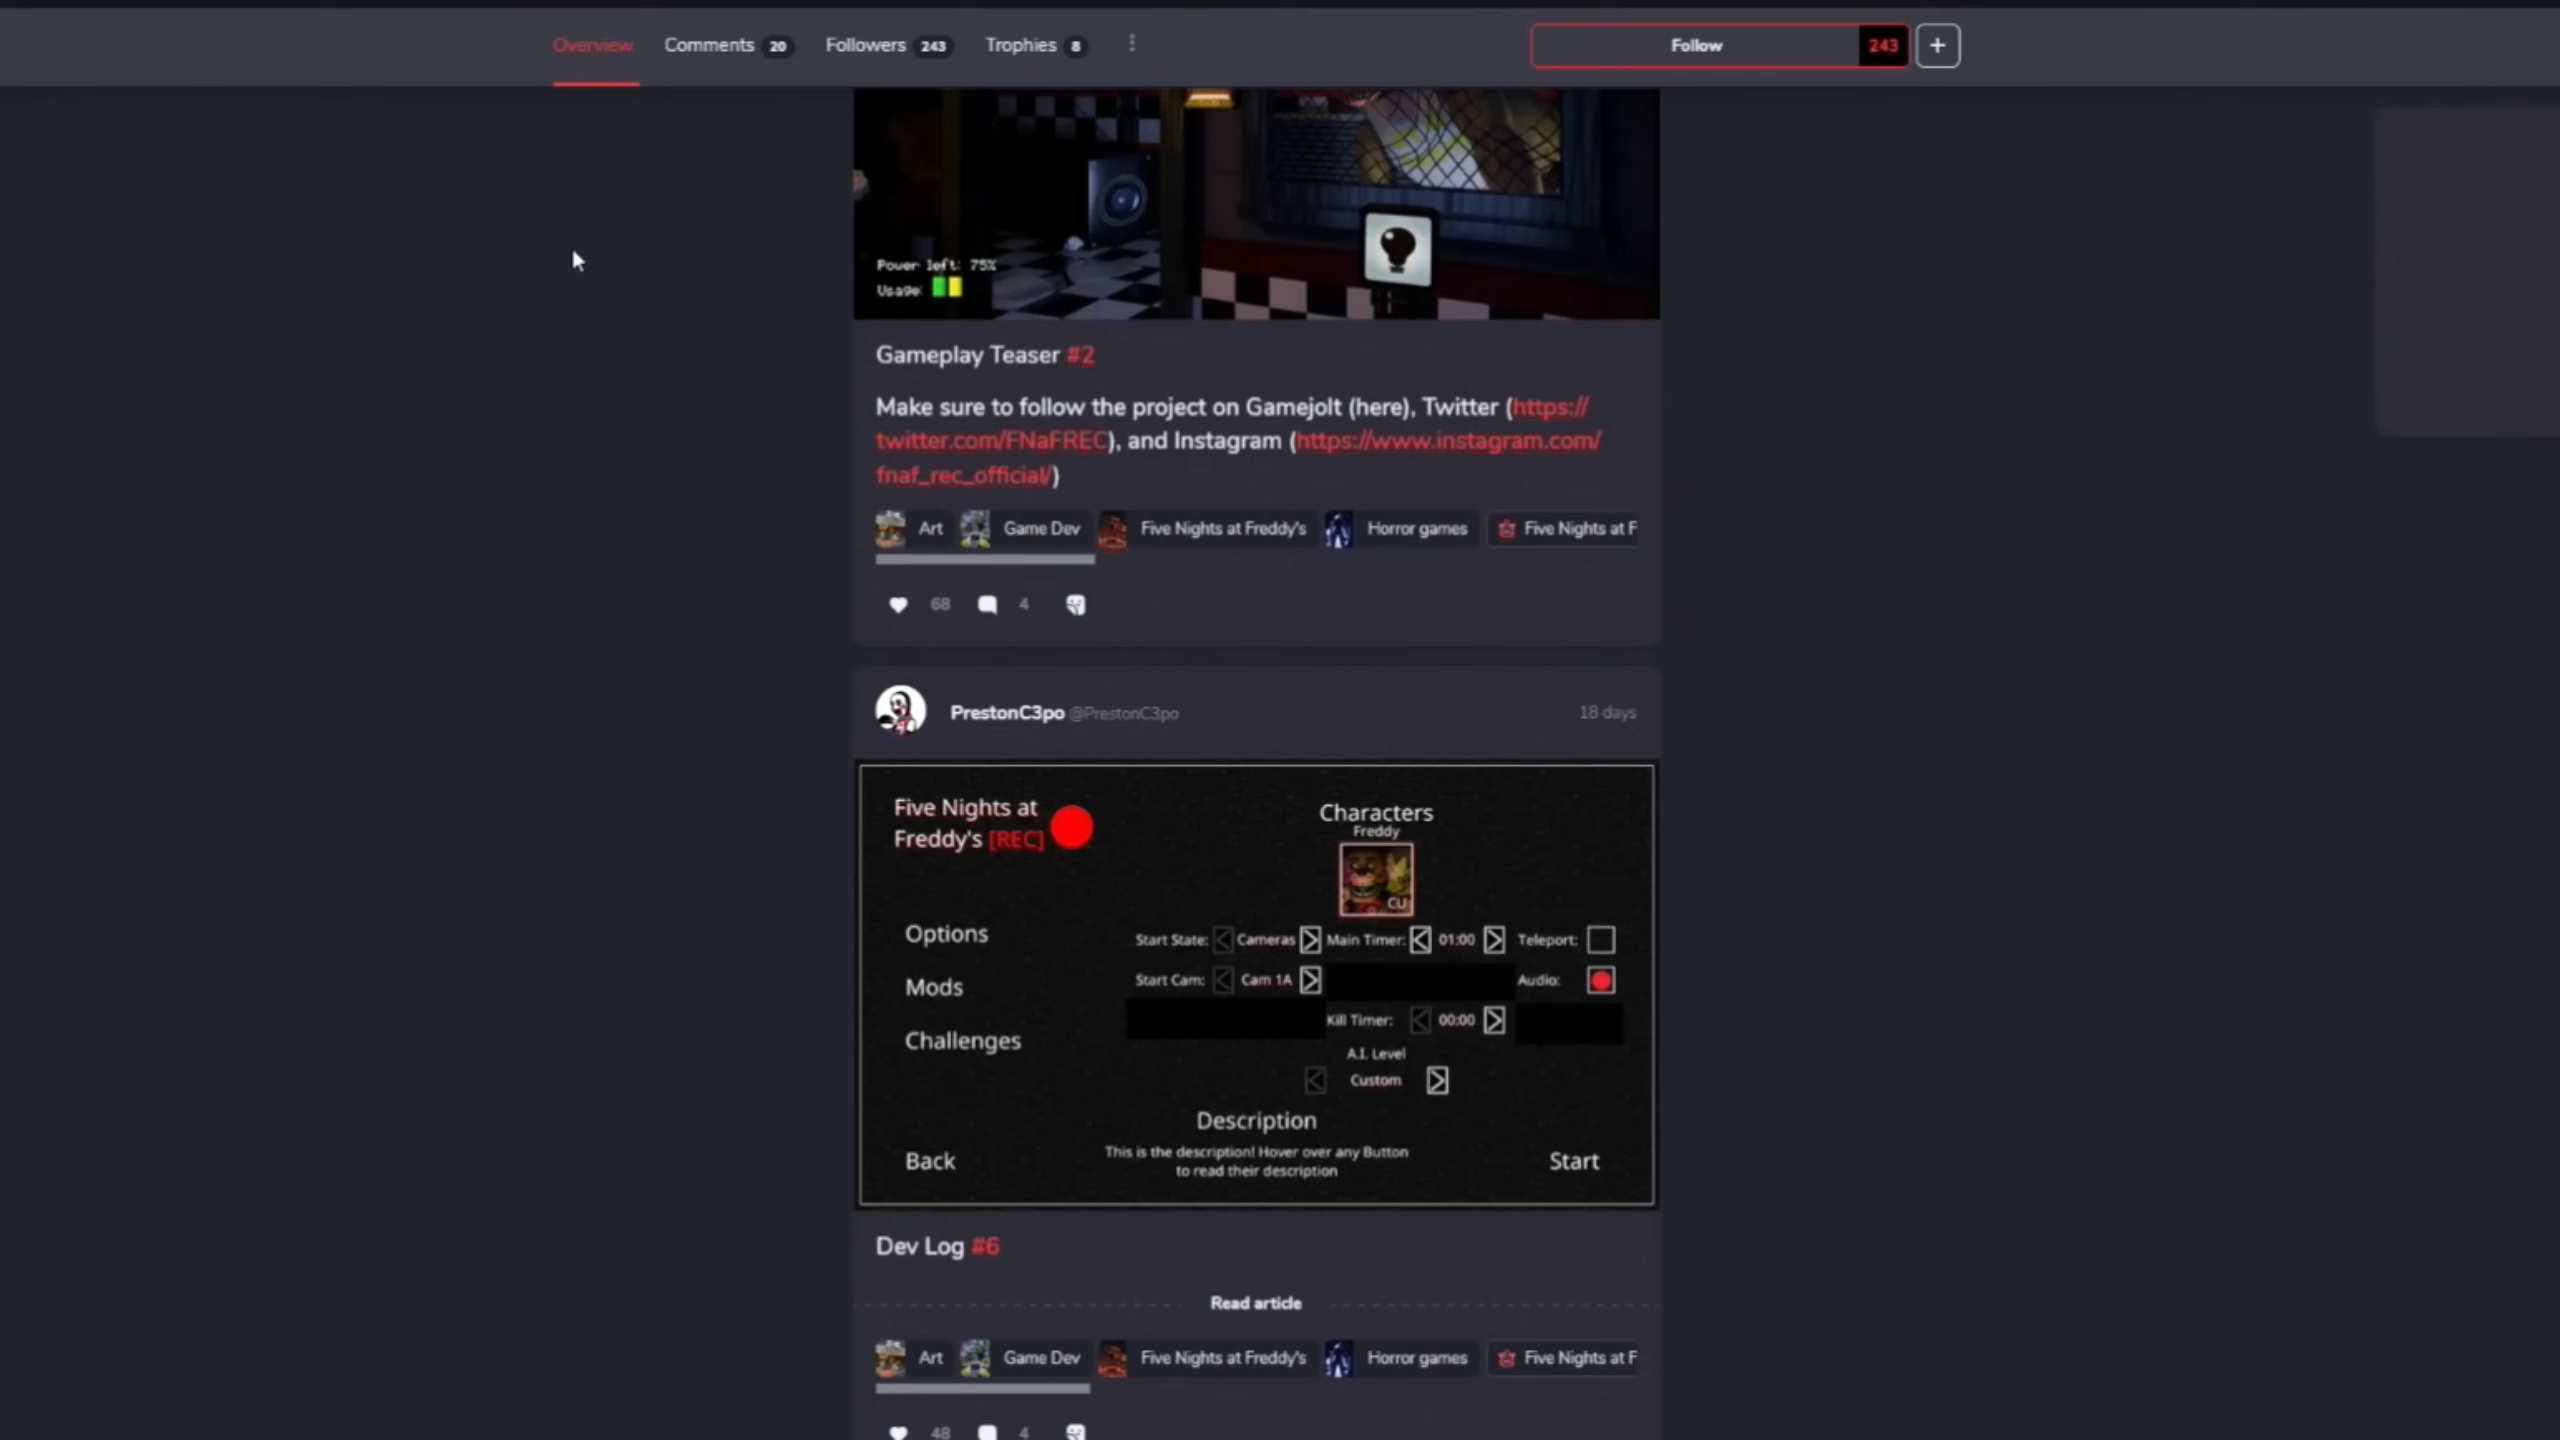 Overview Comments 20 Followers 243 Trophies 8
Follow 243
Power left: 75%
Usage:
Gameplay Teaser #2
Make sure to follow the project on Gamejolt (here), Twitter (https://
twitter.com/FNaFREC), and Instagram (https://www.instagram.com/
fnaf_rec_official/)
Art Game Dev Five Nights at Freddy's Horror games Five Nights at F
68 4
PrestonC3po @PrestonC3po 18 days
Five Nights at
Freddy's [REC]
Characters
Freddy
CU
Options
Mods
Challenges
Back
Start State: Cameras Main Timer: 01:00 Teleport:
Start Cam: Cam 1A Audio:
Kill Timer: 00:00
A.I. Level
Custom
Description
This is the description! Hover over any Button
to read their description
Start
Dev Log #6
Read article
Art Game Dev Five Nights at Freddy's Horror games Five Nights at F
48 4